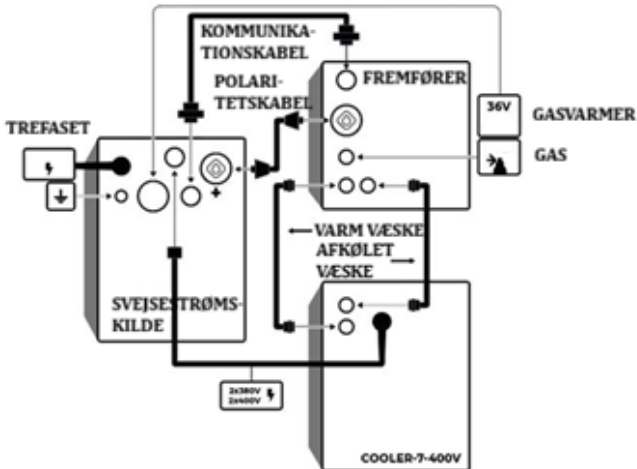 KOMMUNIKA-
TIONSKABEL
POLARI-
TETSKABEL
FREMFØRER
36V
GASVARMER
GAS
TREFASET
+
VARM VÆSKE
AFKØLET
VÆSKE
SVEJSESTRØMS-
KILDE
2x380V
2x400V
COOLER-7-400V